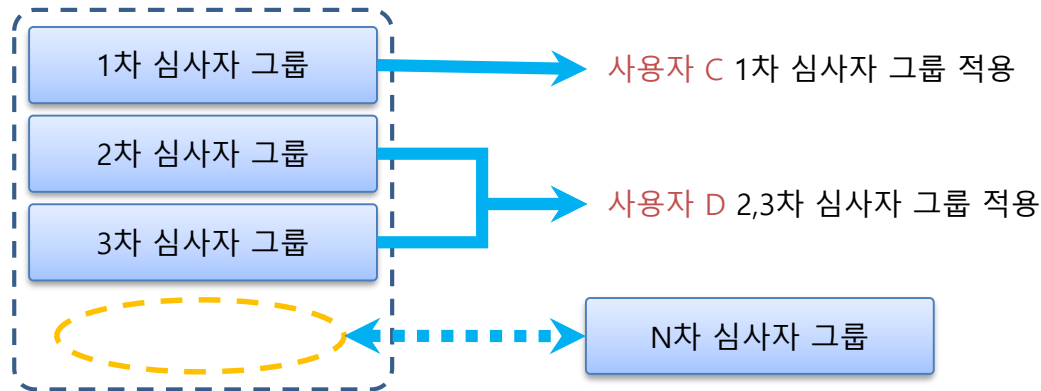 1차 심사자 그룹
사용자 C 1차 심사자 그룹 적용
2차 심사자 그룹
사용자 D 2,3차 심사자 그룹 적용
3차 심사자 그룹
N차 심사자 그룹